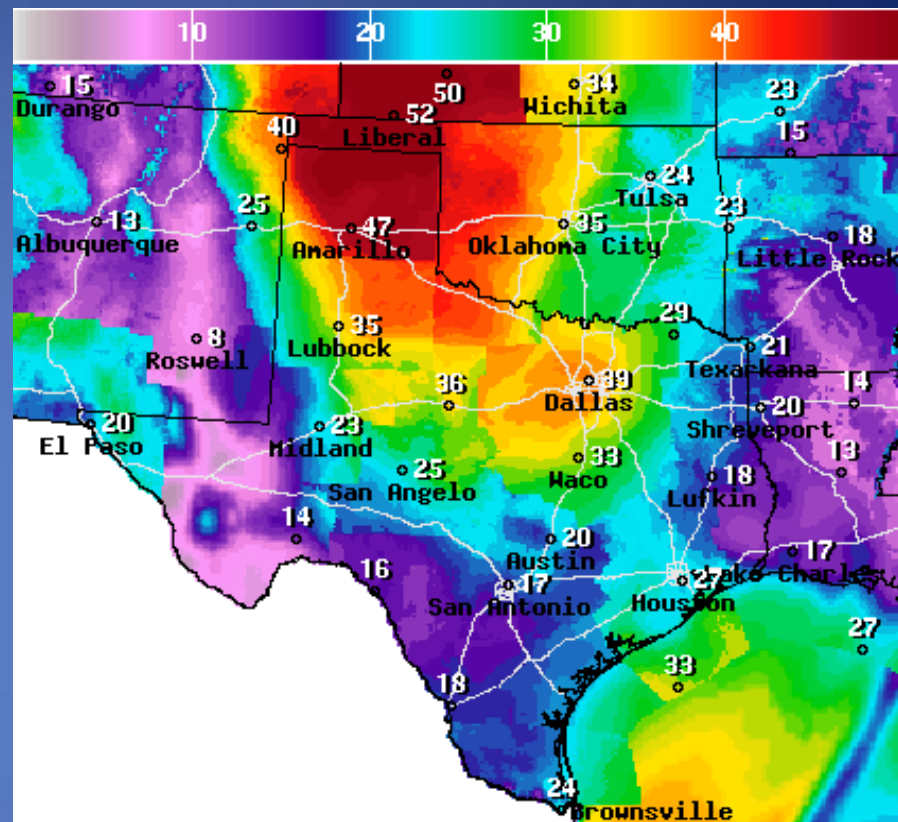 10 20 30 40
50
15 34
Durango Wichita
52 23
Liberal
40 15
24
Tulsa
13 25 23
47 35 18
Albuquerque Amarillo Oklahoma City Little Rock
8 35 29
Roswell Lubbock Texarkana 21
36 39 14
Dallas
20 23 20
El Paso Midland Shreveport
33 13
25 Waco 18
San Angelo Lufkin
14 20 17
Austin
16 17 27 Lake Charles
San Antonio Houston
27
33
18
24
Brownsville